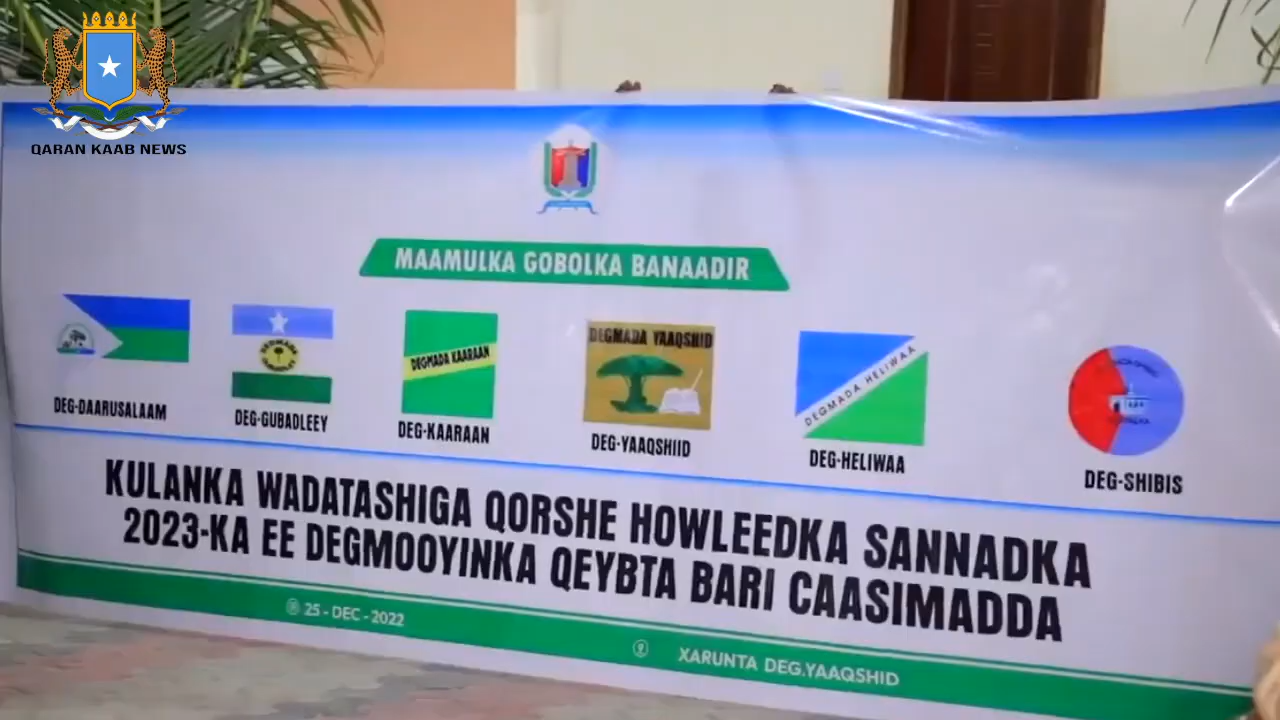 QARAN KAAB NEWS
MAAMULKA GOBOLKA BANAADIR
DEGMADA KAARAAN
DEGMADA YAAQSHID
DEGMADA HELIWAA
DEG-DAARUSALAAM
DEG-GUBADLEEY
DEG-KAARAAN
DEG-YAAQSHIID
DEG-HELIWAA
DEG-SHIBIS
KULANKA WADATASHIGA QORSHE HOWLEEDKA SANNADKA
2023-KA EE DEGMOOYINKA QEYBTA BARI CAASIMADDA
25 - DEC - 2022
XARUNTA DEG.YAAQSHID